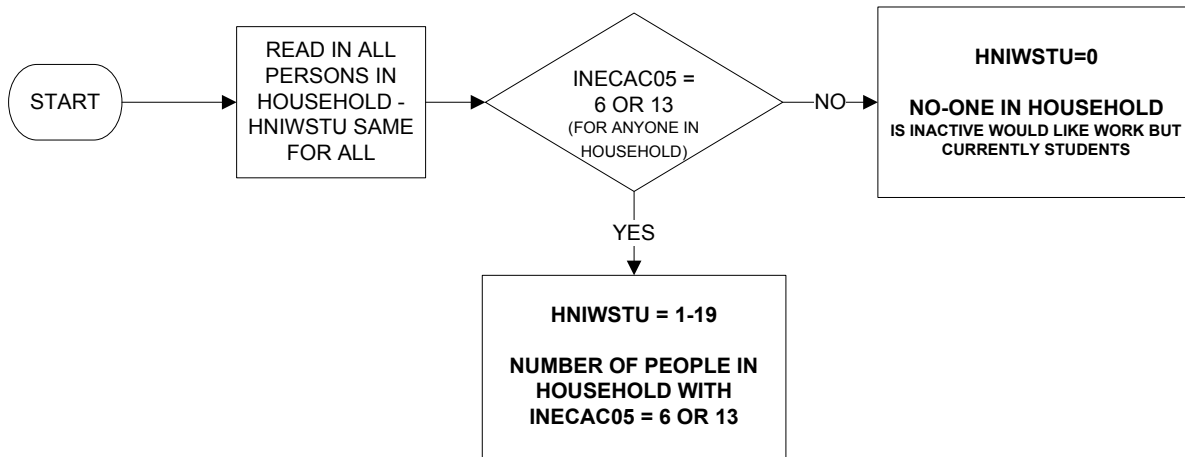 START
READ IN ALL
PERSONS IN
HOUSEHOLD -
HNIWSTU SAME
FOR ALL
INECAC05 =
6 OR 13
(FOR ANYONE IN
HOUSEHOLD)
NO
HNIWSTU=0
NO-ONE IN HOUSEHOLD
IS INACTIVE WOULD LIKE WORK BUT
CURRENTLY STUDENTS
YES
HNIWSTU = 1-19
NUMBER OF PEOPLE IN
HOUSEHOLD WITH
INECAC05 = 6 OR 13